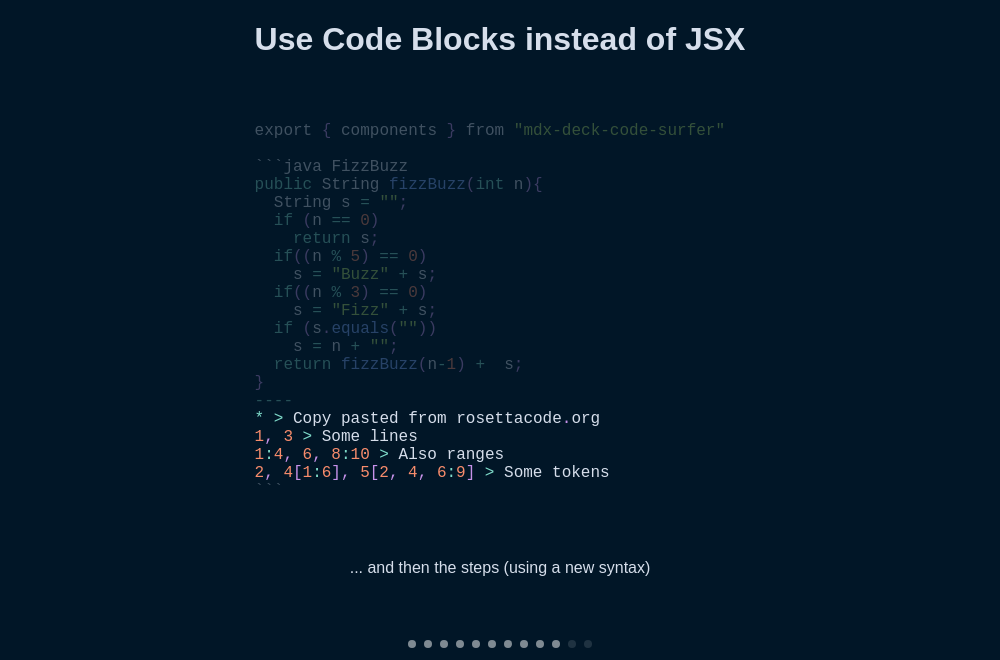 Use Code Blocks instead of JSX
export { components } from "mdx-deck-code-surfer"
```java FizzBuzz
public String fizzBuzz(int n){
  String s = "";
  if (n == 0)
    return s;
  if((n % 5) == 0)
    s = "Buzz" + s;
  if((n % 3) == 0)
    s = "Fizz" + s;
  if (s.equals(""))
    s = n + "";
  return fizzBuzz(n-1) +  s;
}
----
* > Copy pasted from rosettacode.org
1, 3 > Some lines
1:4, 6, 8:10 > Also ranges
2, 4[1:6], 5[2, 4, 6:9] > Some tokens
```
... and then the steps (using a new syntax)